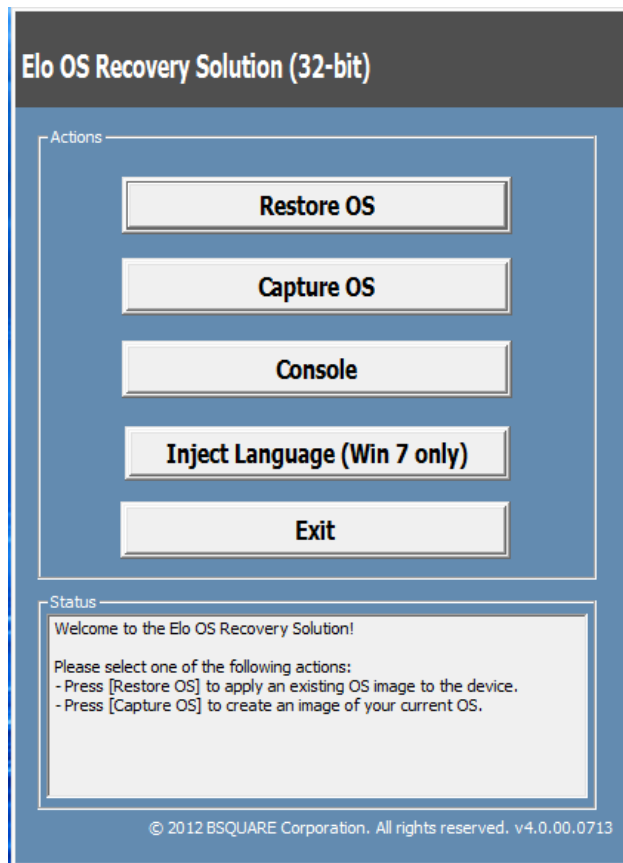 Elo OS Recovery Solution (32-bit)
Actions
Restore OS
Capture OS
Console
Inject Language (Win 7 only)
Exit
Status
Welcome to the Elo OS Recovery Solution!
Please select one of the following actions:
- Press [Restore OS] to apply an existing OS image to the device.
- Press [Capture OS] to create an image of your current OS.
© 2012 BSQUARE Corporation. All rights reserved. v4.0.00.0713